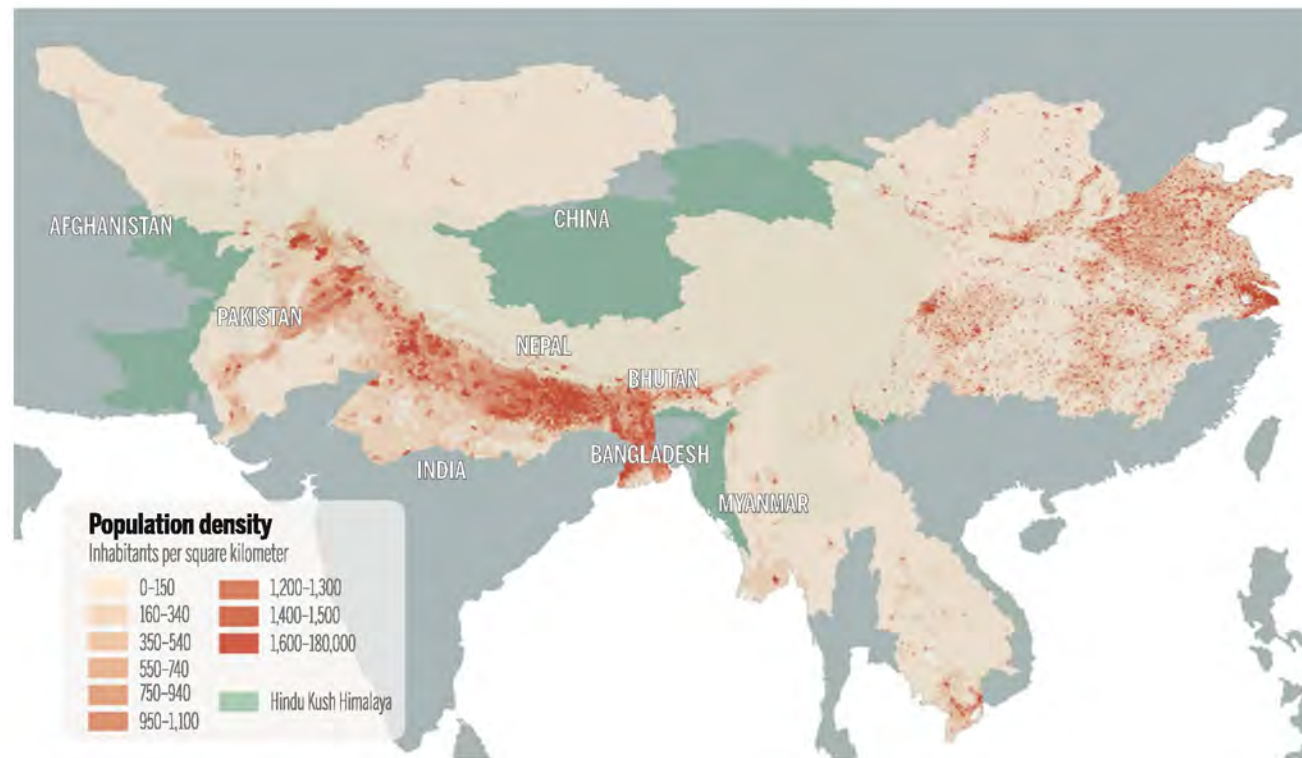 AFGHANISTAN
CHINA
PAKISTAN
NEPAL
BHUTAN
BANGLADESH
INDIA
MYANMAR
Population density
Inhabitants per square kilometer
0–150
160–340
350–540
550–740
750–940
950–1,100
1,200–1,300
1,400–1,500
1,600–180,000
Hindu Kush Himalaya